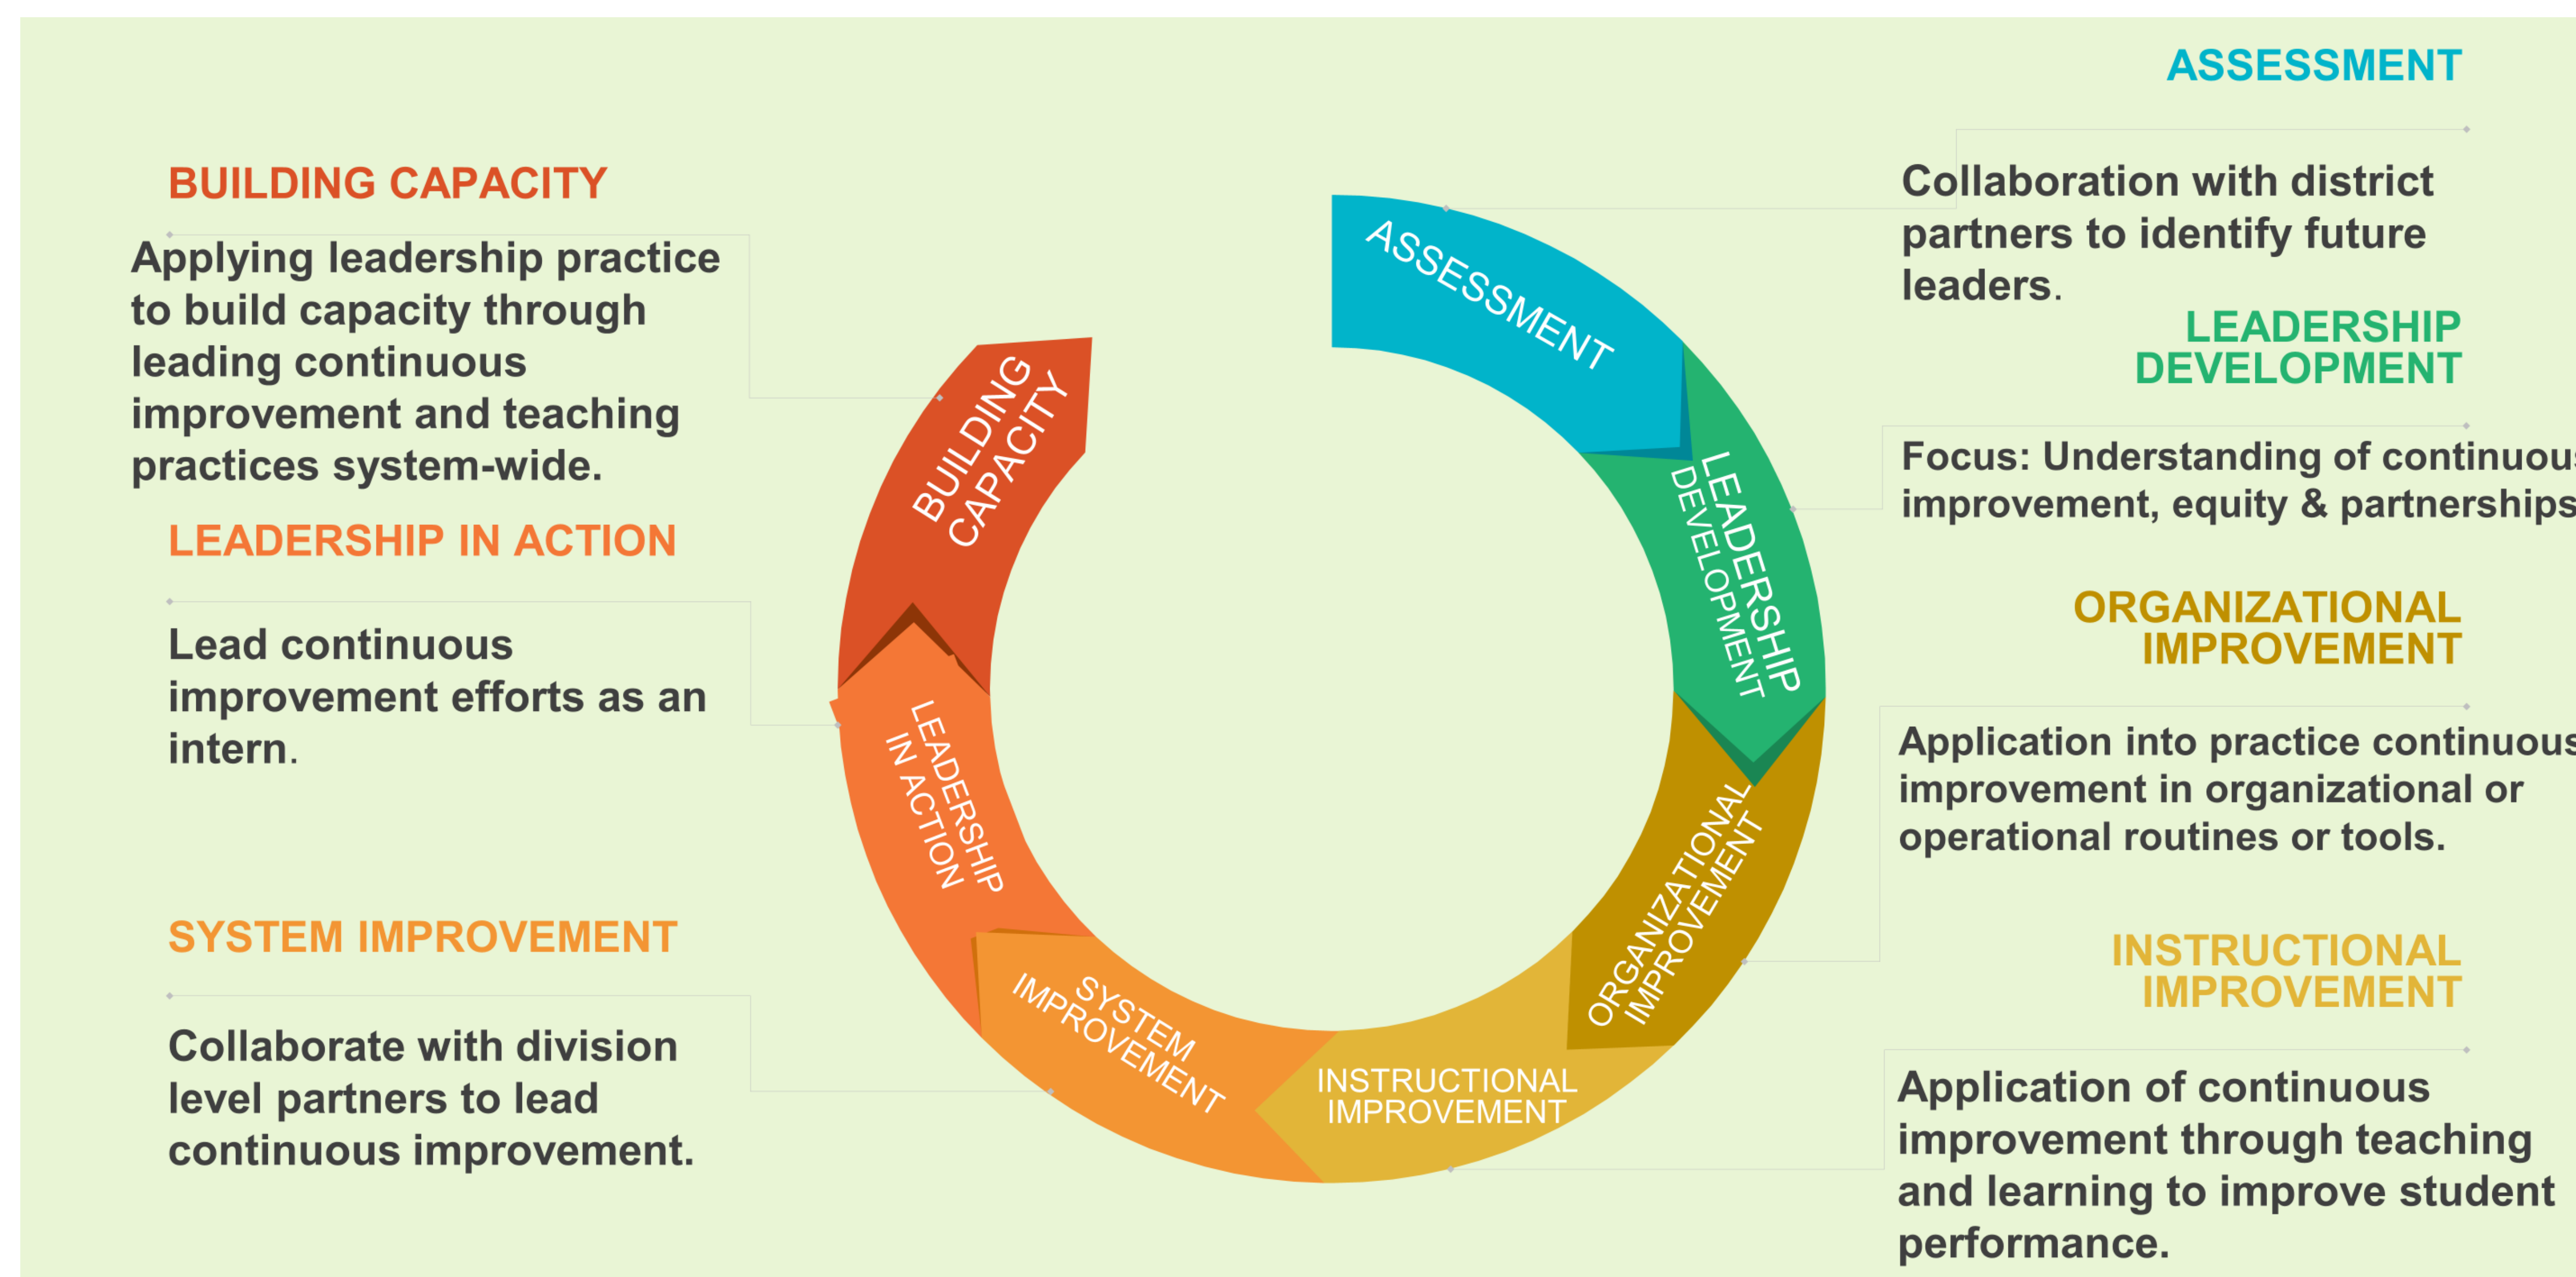 ASSESSMENT
Collaboration with district
partners to identify future
leaders.
LEADERSHIP
DEVELOPMENT
Focus: Understanding of continuous
improvement, equity & partnerships
ORGANIZATIONAL
IMPROVEMENT
Application into practice continuous
improvement in organizational or
operational routines or tools.
INSTRUCTIONAL
IMPROVEMENT
Application of continuous
improvement through teaching
and learning to improve student
performance.
SYSTEM IMPROVEMENT
Collaborate with division
level partners to lead
continuous improvement.
LEADERSHIP IN ACTION
Lead continuous
improvement efforts as an
intern.
BUILDING CAPACITY
Applying leadership practice
to build capacity through
leading continuous
improvement and teaching
practices system-wide.
ASSESSMENT
LEADERSHIP
DEVELOPMENT
ORGANIZATIONAL
IMPROVEMENT
INSTRUCTIONAL
IMPROVEMENT
SYSTEM
IMPROVEMENT
LEADERSHIP
IN ACTION
BUILDING
CAPACITY